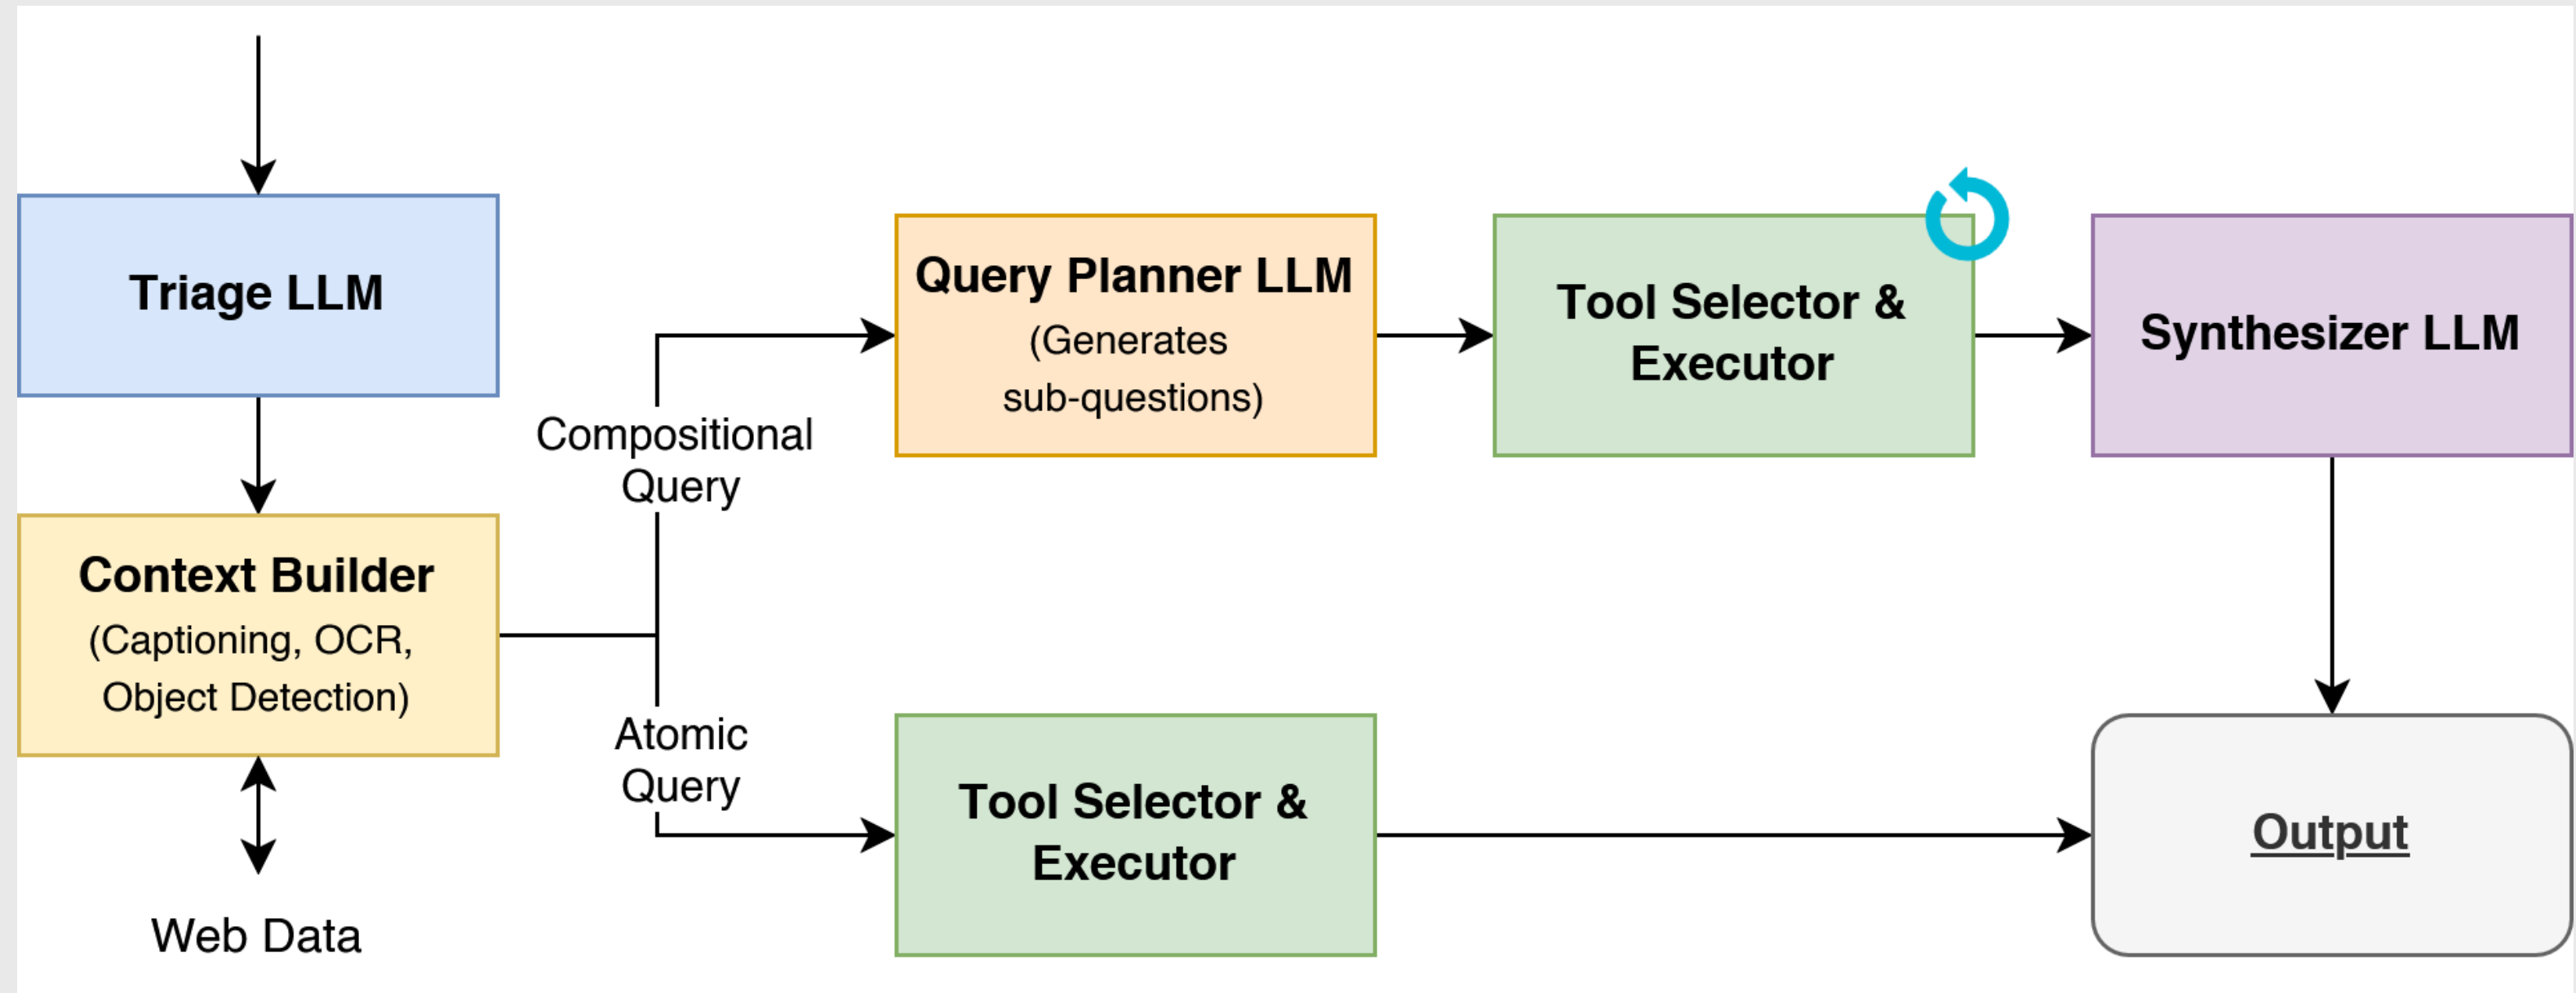 Triage LLM
Context Builder
(Captioning, OCR,
Object Detection)
Web Data
Compositional
Query
Atomic
Query
Query Planner LLM
(Generates
sub-questions)
Tool Selector &
Executor
Synthesizer LLM
Tool Selector &
Executor
Output